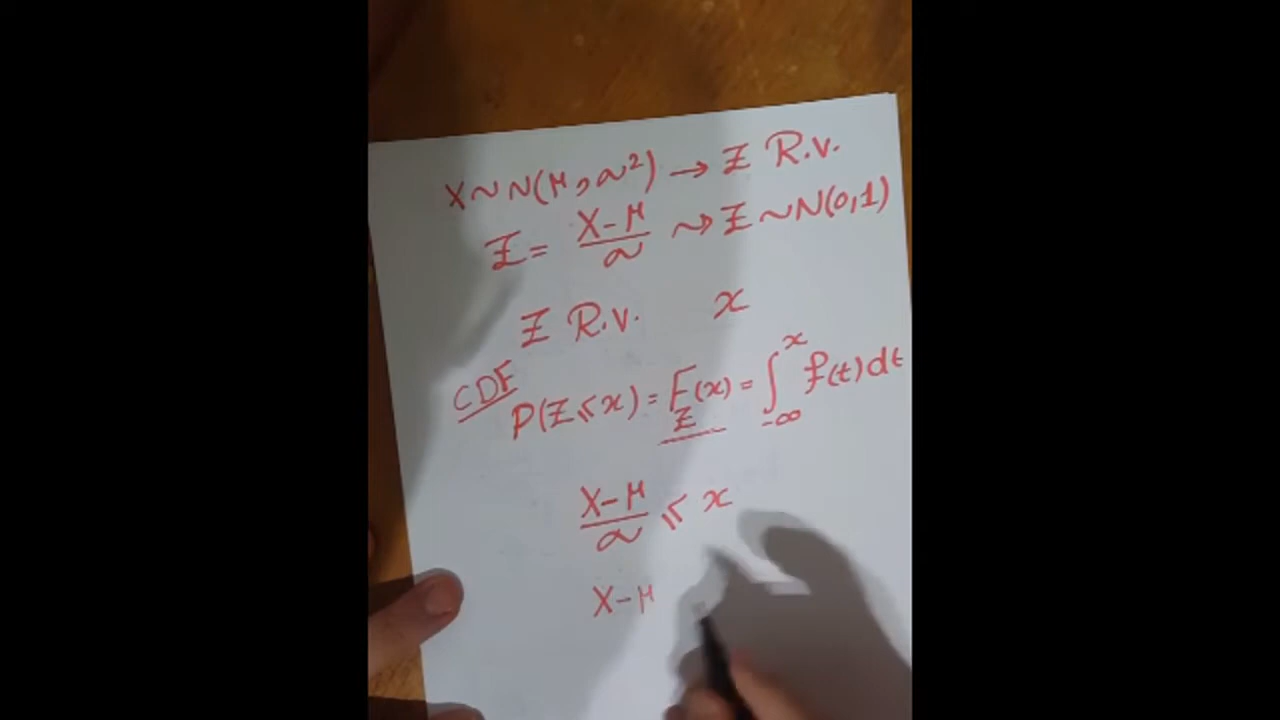 X ~ N(μ, σ²) → Z R.v.
Z = (X-μ)/σ ⇝ Z ~ N(0,1)
Z R.v. x
CDF P(Z ≤ x) = F_Z(x) = ∫_{-∞}^{x} f(t) dt
(X-μ)/σ ≤ x
X-μ